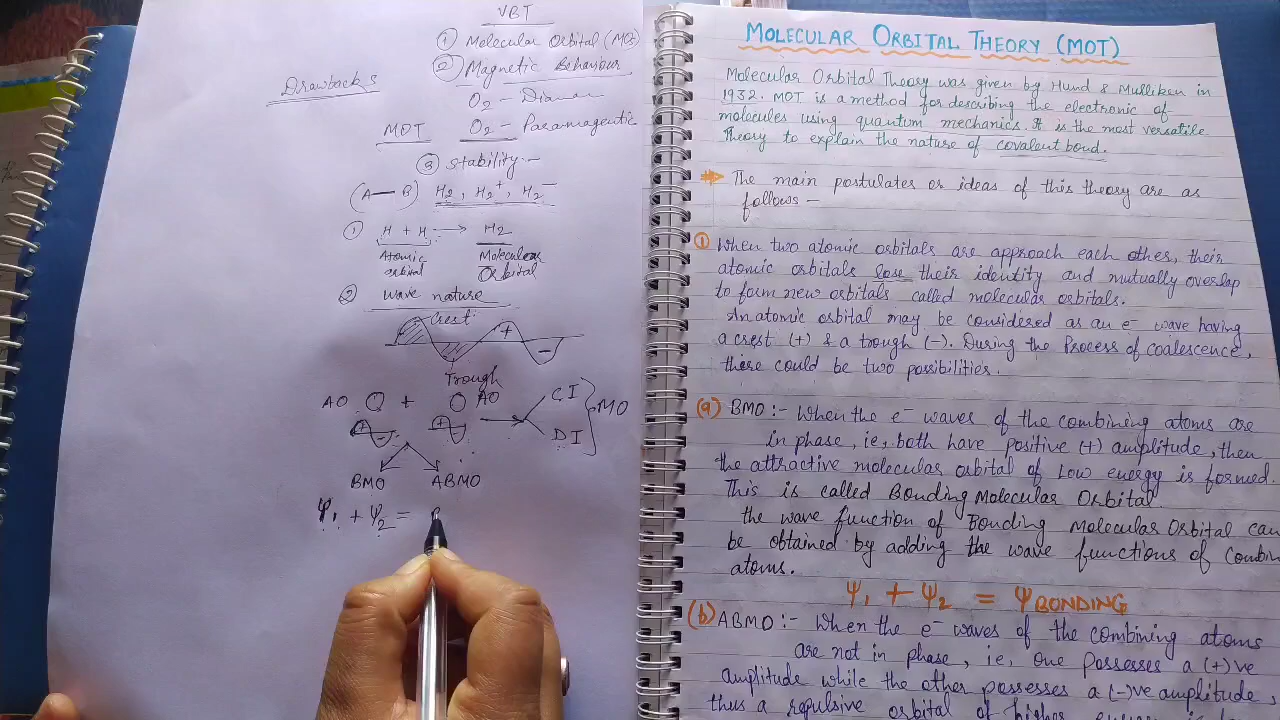 VBT
① Molecular Orbital (MO)
② Magnetic Behaviour
Drawbacks
O₂ -
MOT O₂ - Paramagnetic
③ stability -
(A — B) H₂, H₂⁺, H₂⁻
① H + H → H₂
Atomic orbital Molecular Orbital
② wave nature
Crest
+
-
Trough
AO + AO C.I
D.I MO
+ +
BMO ABMO
Ψ₁ + Ψ₂ =
MOLECULAR ORBITAL THEORY (MOT)
Molecular Orbital Theory was given by Hund & Mulliken in
1932. MOT is a method for describing the electronic of
molecules using quantum mechanics. It is the most versatile
Theory to explain the nature of covalent bond.
The main postulates or ideas of this theory are as
follows -
① When two atomic orbitals are approach each others, their
atomic orbitals lose their identity and mutually overlap
to form new orbitals called molecular orbitals.
An atomic orbital may be considered as an e⁻ wave having
a crest (+) & a trough (-). During the Process of coalescence,
these could be two possibilities.
(a) BMO :- When the e⁻ waves of the combining atoms are
in phase, i.e., both have positive (+) amplitude, then
the attractive molecular orbital of Low energy is formed.
This is called Bonding Molecular Orbital.
the wave function of Bonding molecular orbital can
be obtained by adding the wave functions of Combin
atoms.
Ψ₁ + Ψ₂ = Ψ BONDING
(b) ABMO :- When the e⁻ waves of the combining atoms
are not in phase, i.e. one possesses a (+)ve
amplitude while the other possesses (-)ve amplitude,
thus a repulsive orbital of higher